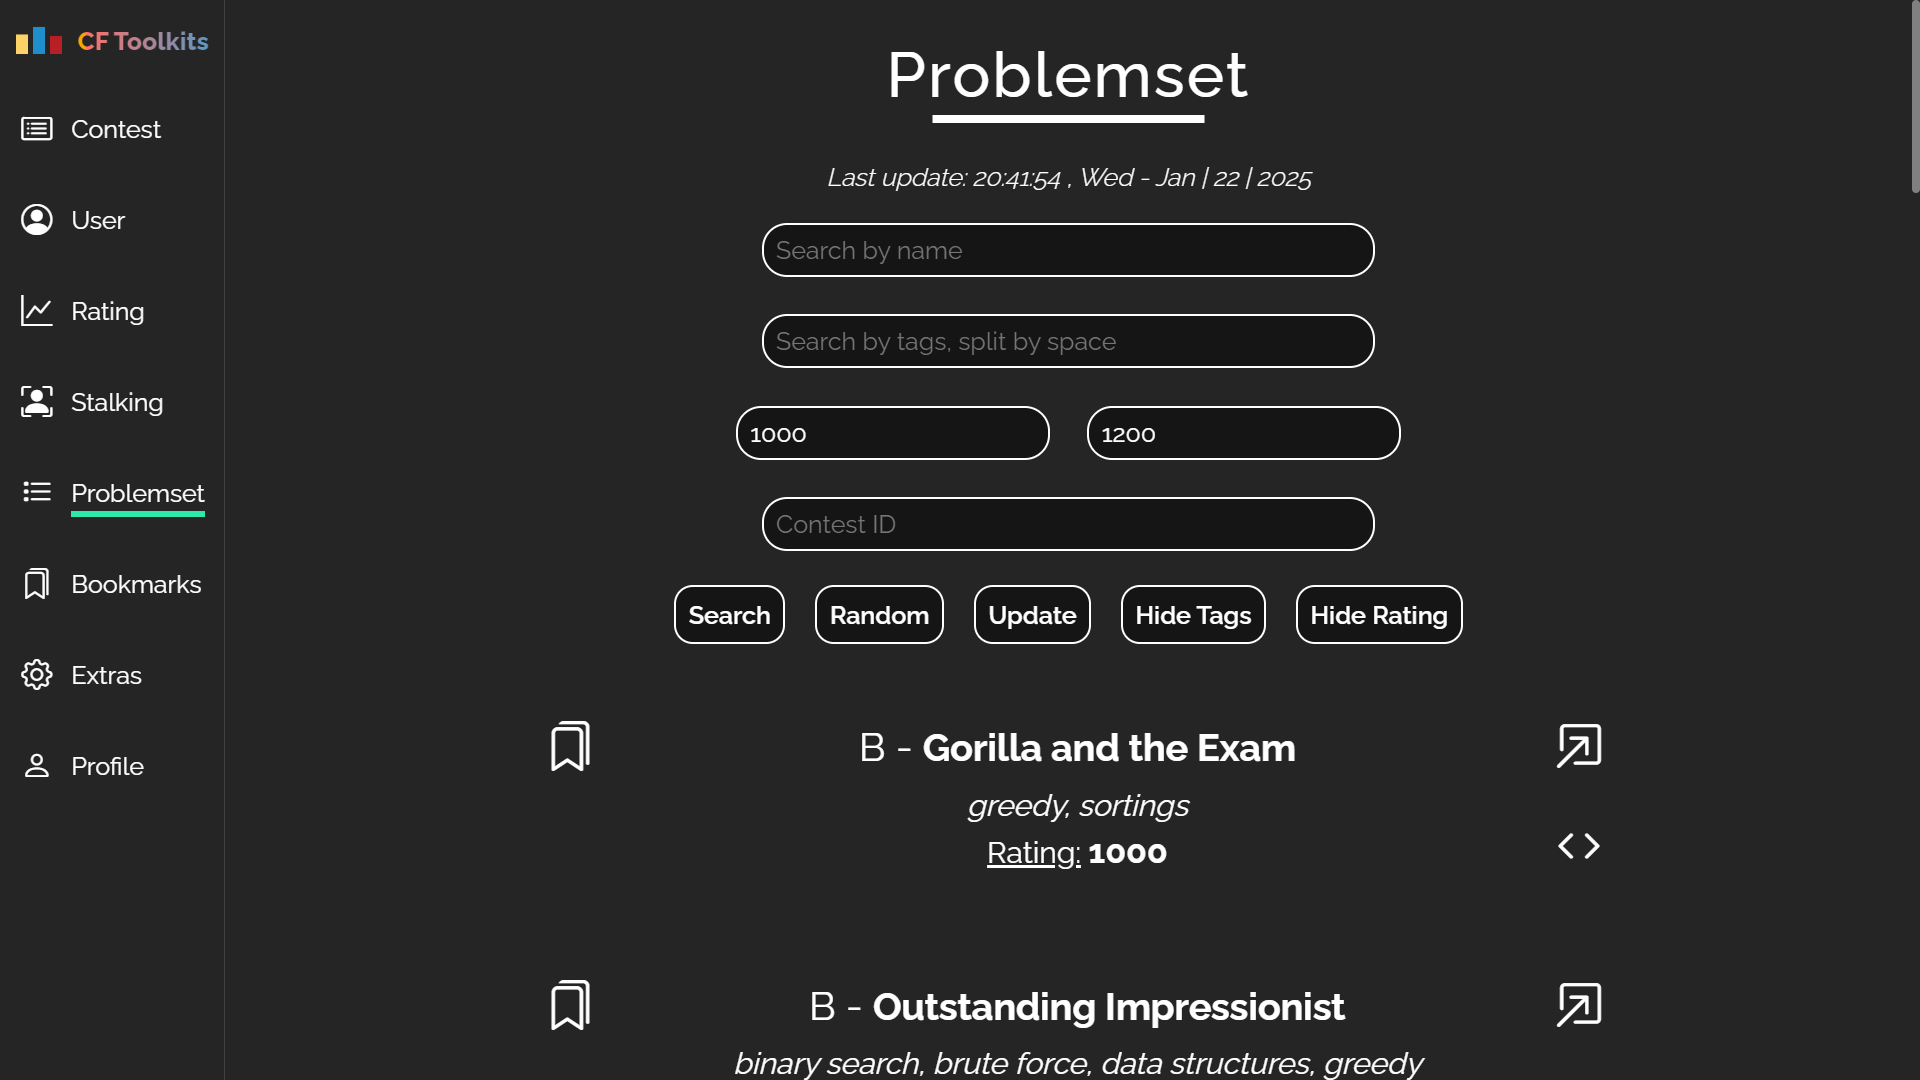 CF Toolkits
Contest
User
Rating
Stalking
Problemset
Bookmarks
Extras
Profile
Problemset
Last update: 20:41:54 , Wed - Jan | 22 | 2025
Search by name
Search by tags, split by space
1000 1200
Contest ID
Search Random Update Hide Tags Hide Rating
B - Gorilla and the Exam
greedy, sortings
Rating: 1000
B - Outstanding Impressionist
binary search, brute force, data structures, greedy